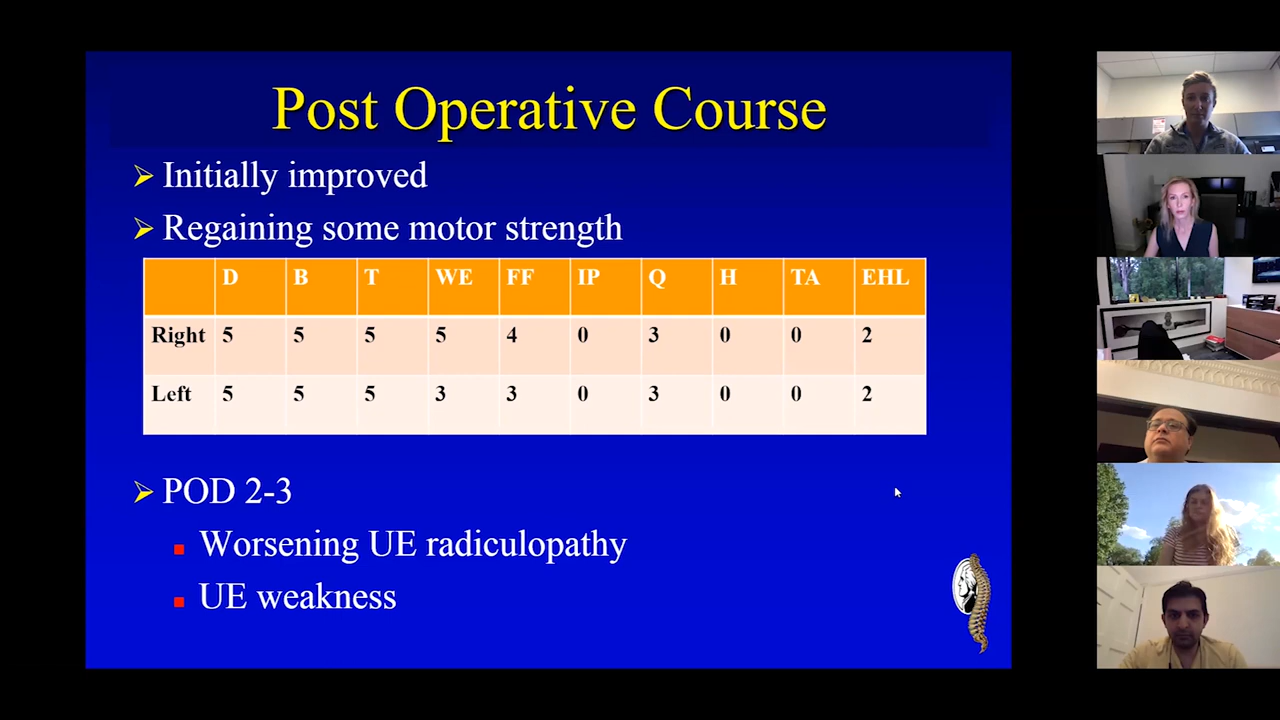 Post Operative Course
Initially improved
Regaining some motor strength
D B T WE FF IP Q H TA EHL
Right 5 5 5 5 4 0 3 0 0 2
Left 5 5 5 3 3 0 3 0 0 2
POD 2-3
Worsening UE radiculopathy
UE weakness